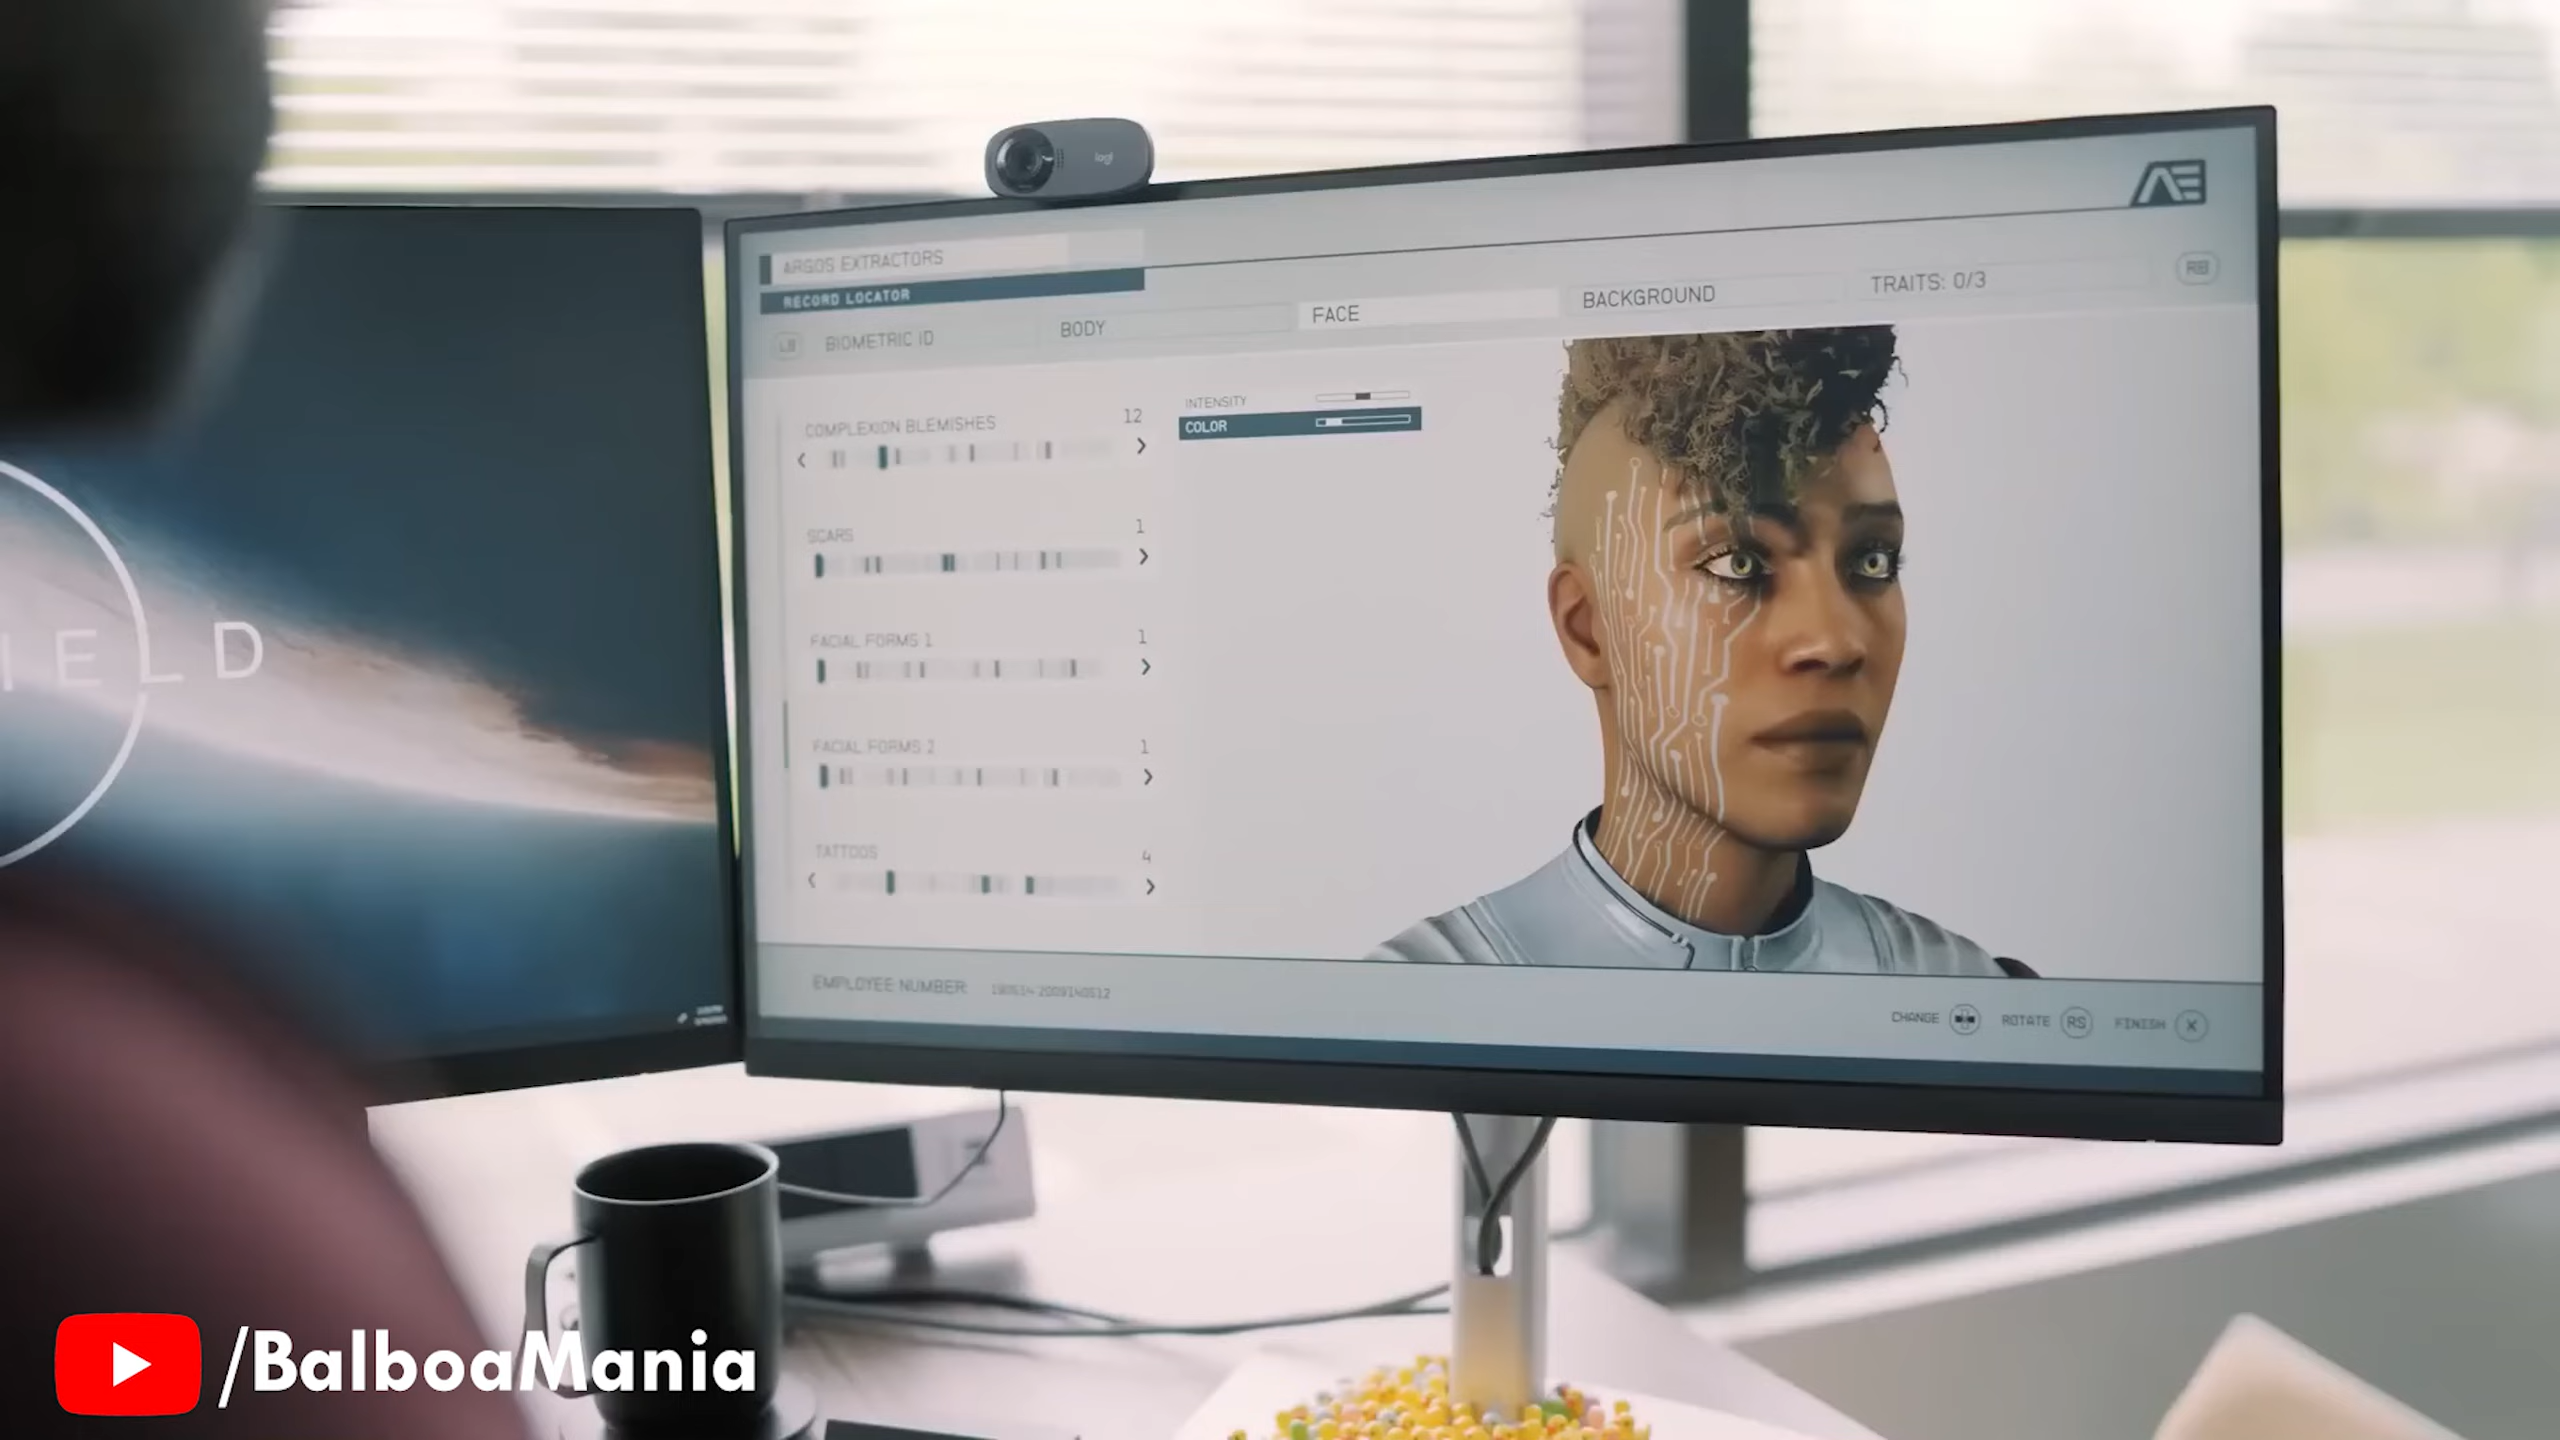 logi
ARGOS EXTRACTORS
RECORD LOCATOR
AE
LB
BIOMETRIC ID
BODY
FACE
BACKGROUND
TRAITS: 0/3
RB
COMPLEXION BLEMISHES 12
SCARS 1
FACIAL FORMS 1 1
FACIAL FORMS 2 1
TATTOOS 4
INTENSITY
COLOR
IELD
EMPLOYEE NUMBER
CHANGE
ROTATE RS
FINISH X
/BalboaMania